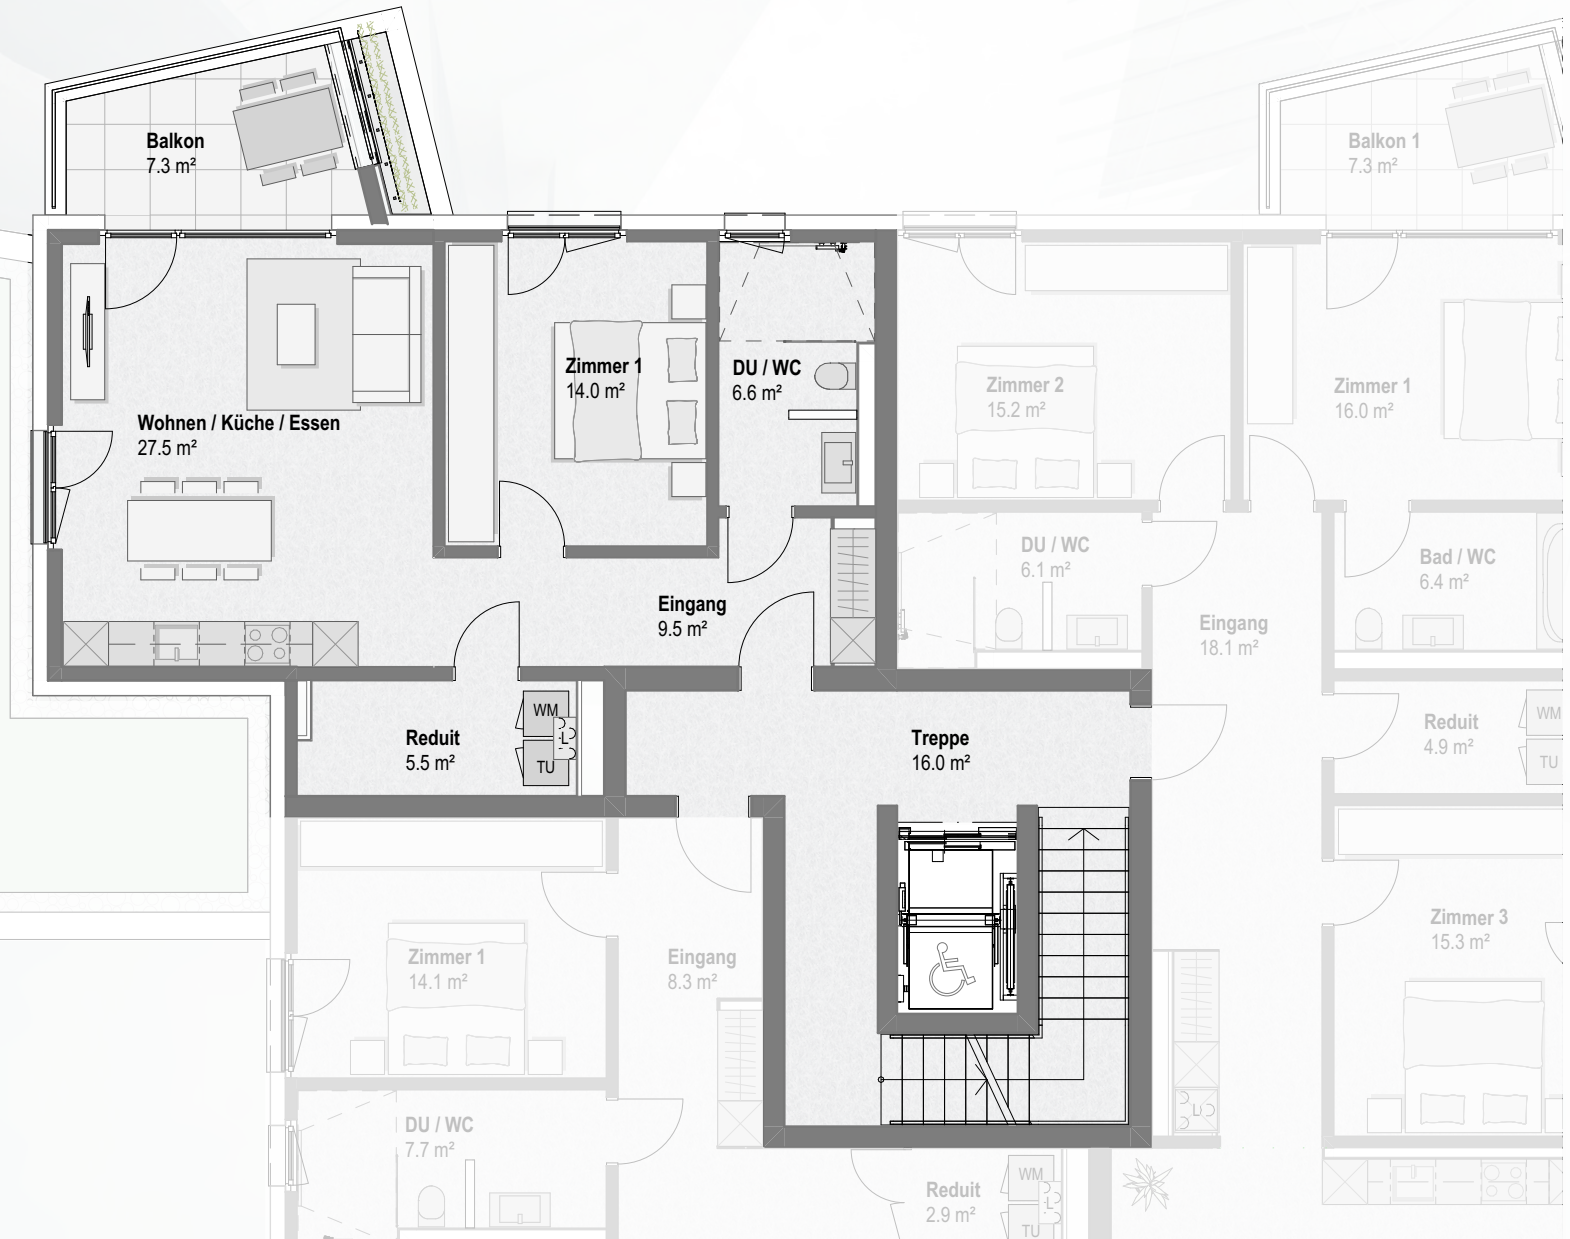 Balkon
7.3 m²
Balkon 1
7.3 m²
Wohnen / Küche / Essen
27.5 m²
Zimmer 1
14.0 m²
DU / WC
6.6 m²
Zimmer 2
15.2 m²
Zimmer 1
16.0 m²
Eingang
9.5 m²
DU / WC
6.1 m²
Eingang
18.1 m²
Bad / WC
6.4 m²
Reduit
5.5 m²
WM
L
TU
Treppe
16.0 m²
Reduit
4.9 m²
WM
TU
Zimmer 1
14.1 m²
Eingang
8.3 m²
Zimmer 3
15.3 m²
DU / WC
7.7 m²
L
Reduit
2.9 m²
WM
L
TU